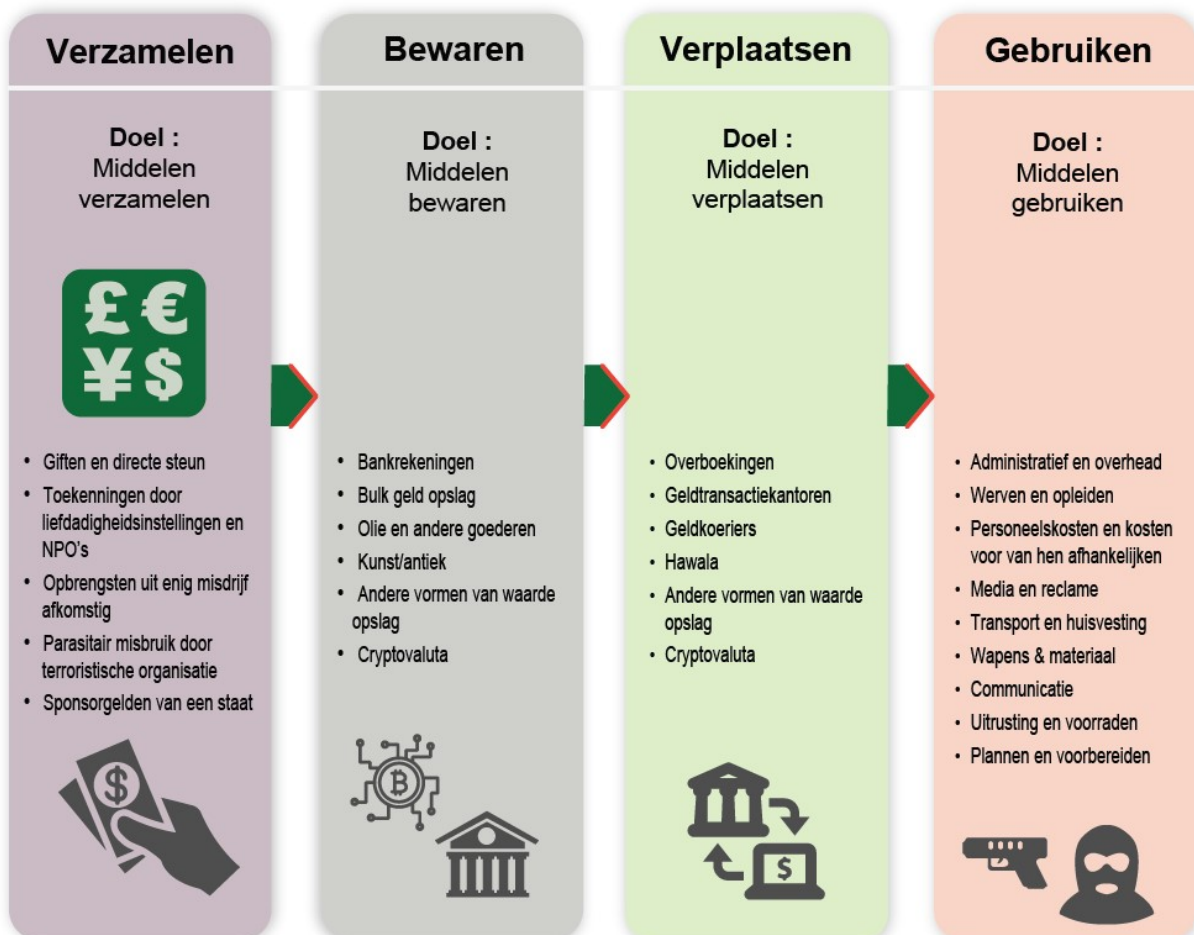 Verzamelen
Doel :
Middelen
verzamelen
£ €
¥ $
• Giften en directe steun
• Toekenningen door
liefdadigheidsinstellingen en
NPO's
• Opbrengsten uit enig misdrijf
afkomstig
• Parasitair misbruik door
terroristische organisatie
• Sponsorgelden van een staat
$
Bewaren
Doel :
Middelen
bewaren
• Bankrekeningen
• Bulk geld opslag
• Olie en andere goederen
• Kunst/antiek
• Andere vormen van waarde
opslag
• Cryptovaluta
B
Verplaatsen
Doel :
Middelen
verplaatsen
• Overboekingen
• Geldtransactiekantoren
• Geldkoeriers
• Hawala
• Andere vormen van waarde
opslag
• Cryptovaluta
$
Gebruiken
Doel :
Middelen
gebruiken
• Administratief en overhead
• Werven en opleiden
• Personeelskosten en kosten
voor van hen afhankelijken
• Media en reclame
• Transport en huisvesting
• Wapens & materiaal
• Communicatie
• Uitrusting en voorraden
• Plannen en voorbereiden